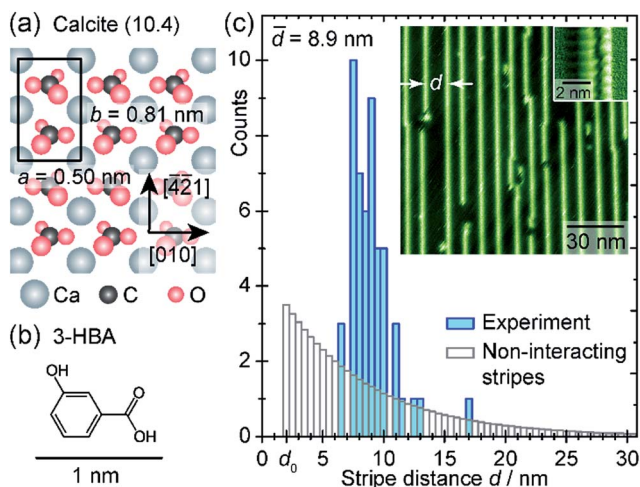 (a) Calcite (10.4)
b = 0.81 nm
a = 0.50 nm
[4̅2̅1]
[010]
Ca C O
(b) 3-HBA
OH
O
OH
1 nm
(c)
d̅ = 8.9 nm
d
2 nm
30 nm
Experiment
Non-interacting
stripes
Counts
10
8
6
4
2
0
0 d₀ 5 10 15 20 25 30
Stripe distance d / nm